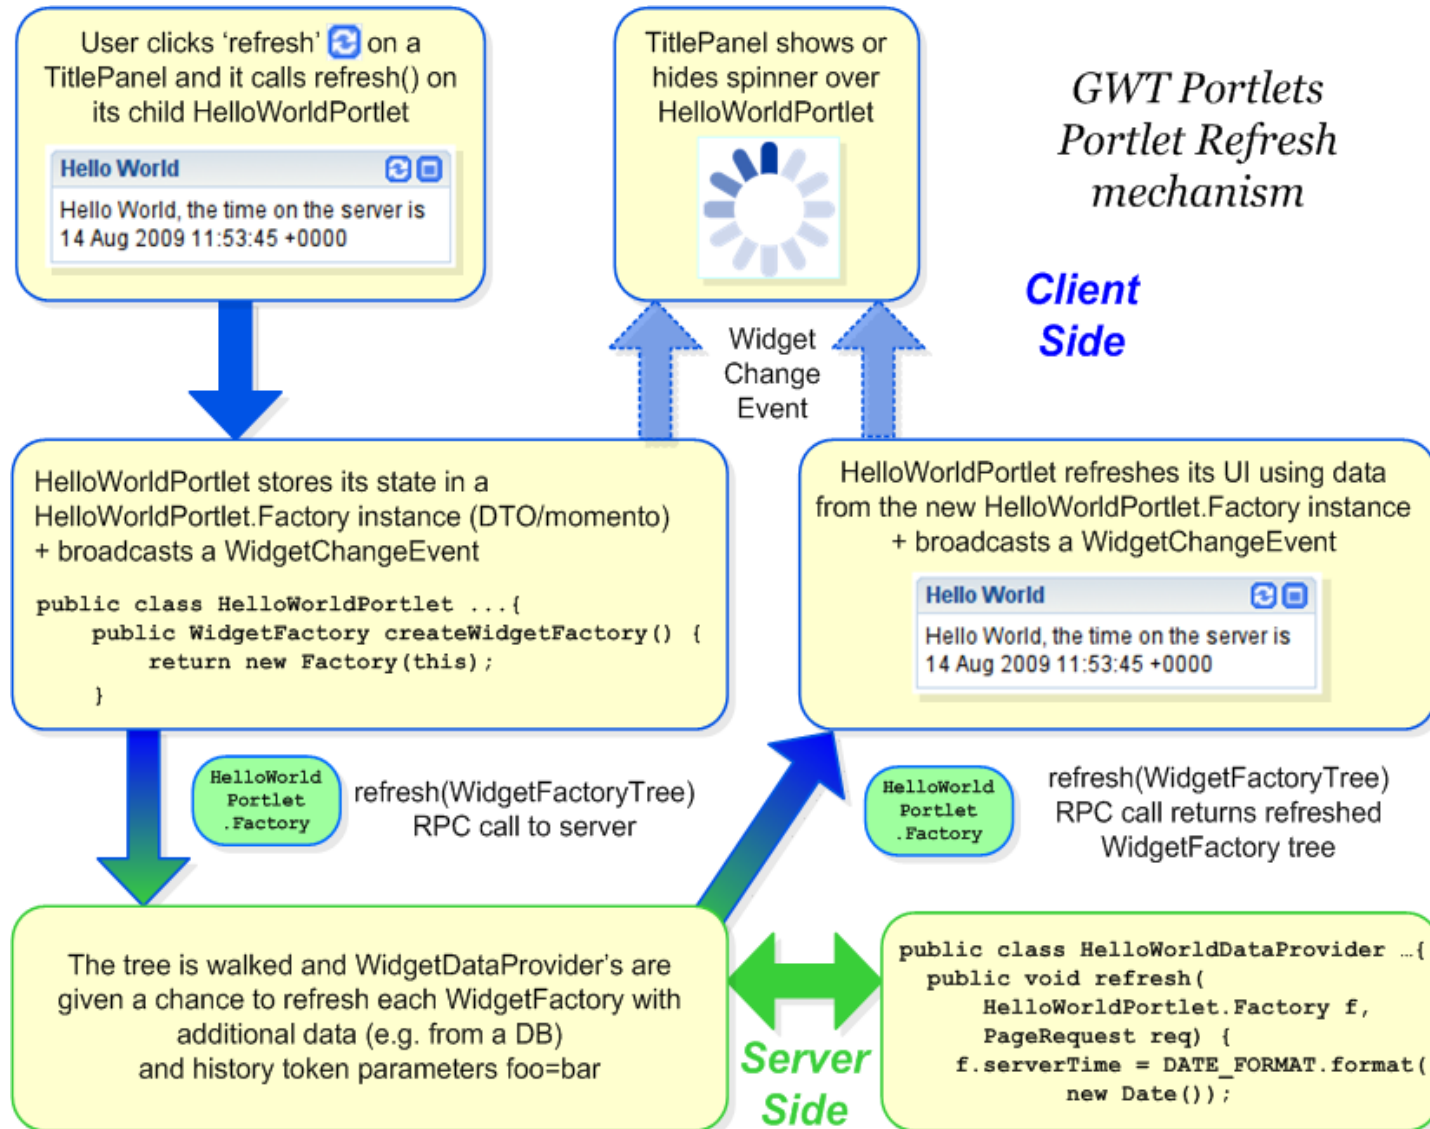 User clicks ‘refresh’ on a
TitlePanel and it calls refresh() on
its child HelloWorldPortlet
Hello World
Hello World, the time on the server is
14 Aug 2009 11:53:45 +0000
TitlePanel shows or
hides spinner over
HelloWorldPortlet
GWT Portlets
Portlet Refresh
mechanism
Client
Side
Widget
Change
Event
HelloWorldPortlet stores its state in a
HelloWorldPortlet.Factory instance (DTO/momento)
+ broadcasts a WidgetChangeEvent
public class HelloWorldPortlet ...{
public WidgetFactory createWidgetFactory() {
return new Factory(this);
}
HelloWorldPortlet refreshes its UI using data
from the new HelloWorldPortlet.Factory instance
+ broadcasts a WidgetChangeEvent
Hello World
Hello World, the time on the server is
14 Aug 2009 11:53:45 +0000
HelloWorld
Portlet
.Factory
refresh(WidgetFactoryTree)
RPC call to server
HelloWorld
Portlet
.Factory
refresh(WidgetFactoryTree)
RPC call returns refreshed
WidgetFactory tree
The tree is walked and WidgetDataProvider’s are
given a chance to refresh each WidgetFactory with
additional data (e.g. from a DB)
and history token parameters foo=bar
Server
Side
public class HelloWorldDataProvider …{
public void refresh(
HelloWorldPortlet.Factory f,
PageRequest req) {
f.serverTime = DATE_FORMAT.format(
new Date());